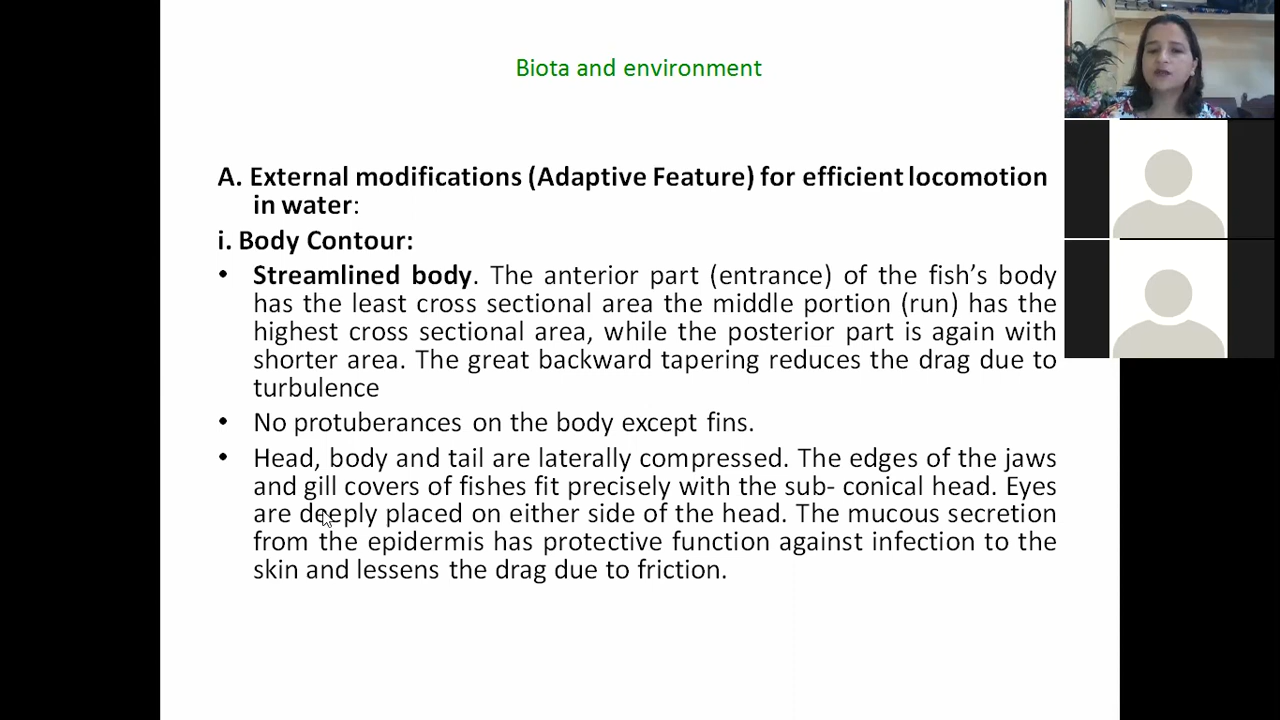 Biota and environment
A. External modifications (Adaptive Feature) for efficient locomotion
in water:
i. Body Contour:
• Streamlined body. The anterior part (entrance) of the fish's body
has the least cross sectional area the middle portion (run) has the
highest cross sectional area, while the posterior part is again with
shorter area. The great backward tapering reduces the drag due to
turbulence
• No protuberances on the body except fins.
• Head, body and tail are laterally compressed. The edges of the jaws
and gill covers of fishes fit precisely with the sub- conical head. Eyes
are deeply placed on either side of the head. The mucous secretion
from the epidermis has protective function against infection to the
skin and lessens the drag due to friction.